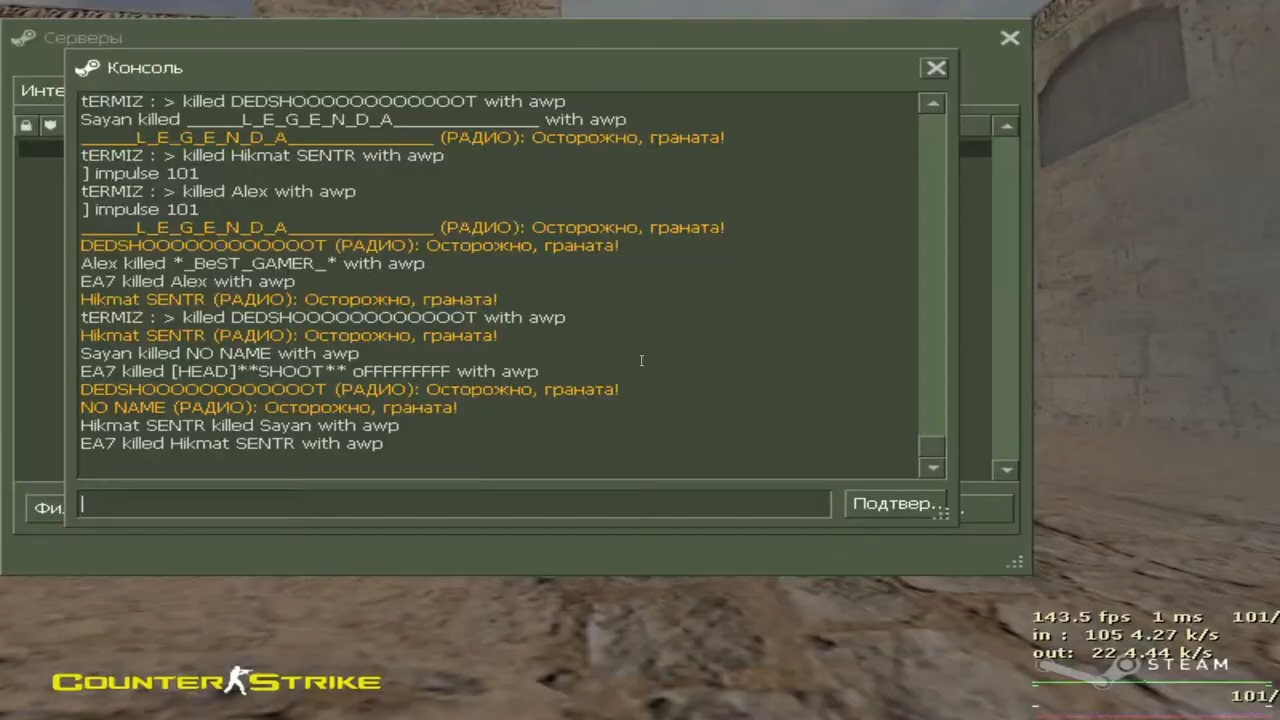 Серверы
Консоль
Инте
tERMIZ : > killed DEDSHOOOOOOOOOOOOT with awp
Sayan killed ______L_E_G_E_N_D_A________________ with awp
______L_E_G_E_N_D_A________________ (РАДИО): Осторожно, граната!
tERMIZ : > killed Hikmat SENTR with awp
] impulse 101
tERMIZ : > killed Alex with awp
] impulse 101
______L_E_G_E_N_D_A________________ (РАДИО): Осторожно, граната!
DEDSHOOOOOOOOOOOOT (РАДИО): Осторожно, граната!
Alex killed *_BeST_GAMER_* with awp
EA7 killed Alex with awp
Hikmat SENTR (РАДИО): Осторожно, граната!
tERMIZ : > killed DEDSHOOOOOOOOOOOOT with awp
Hikmat SENTR (РАДИО): Осторожно, граната!
Sayan killed NO NAME with awp
EA7 killed [HEAD]**SHOOT** oFFFFFFFFF with awp
DEDSHOOOOOOOOOOOOT (РАДИО): Осторожно, граната!
NO NAME (РАДИО): Осторожно, граната!
Hikmat SENTR killed Sayan with awp
EA7 killed Hikmat SENTR with awp
Фи.
Подтвер...
143.5 fps 1 ms 101/
in : 105 4.27 k/s
out: 22 4.44 k/s
STEAM
COUNTER STRIKE
101/